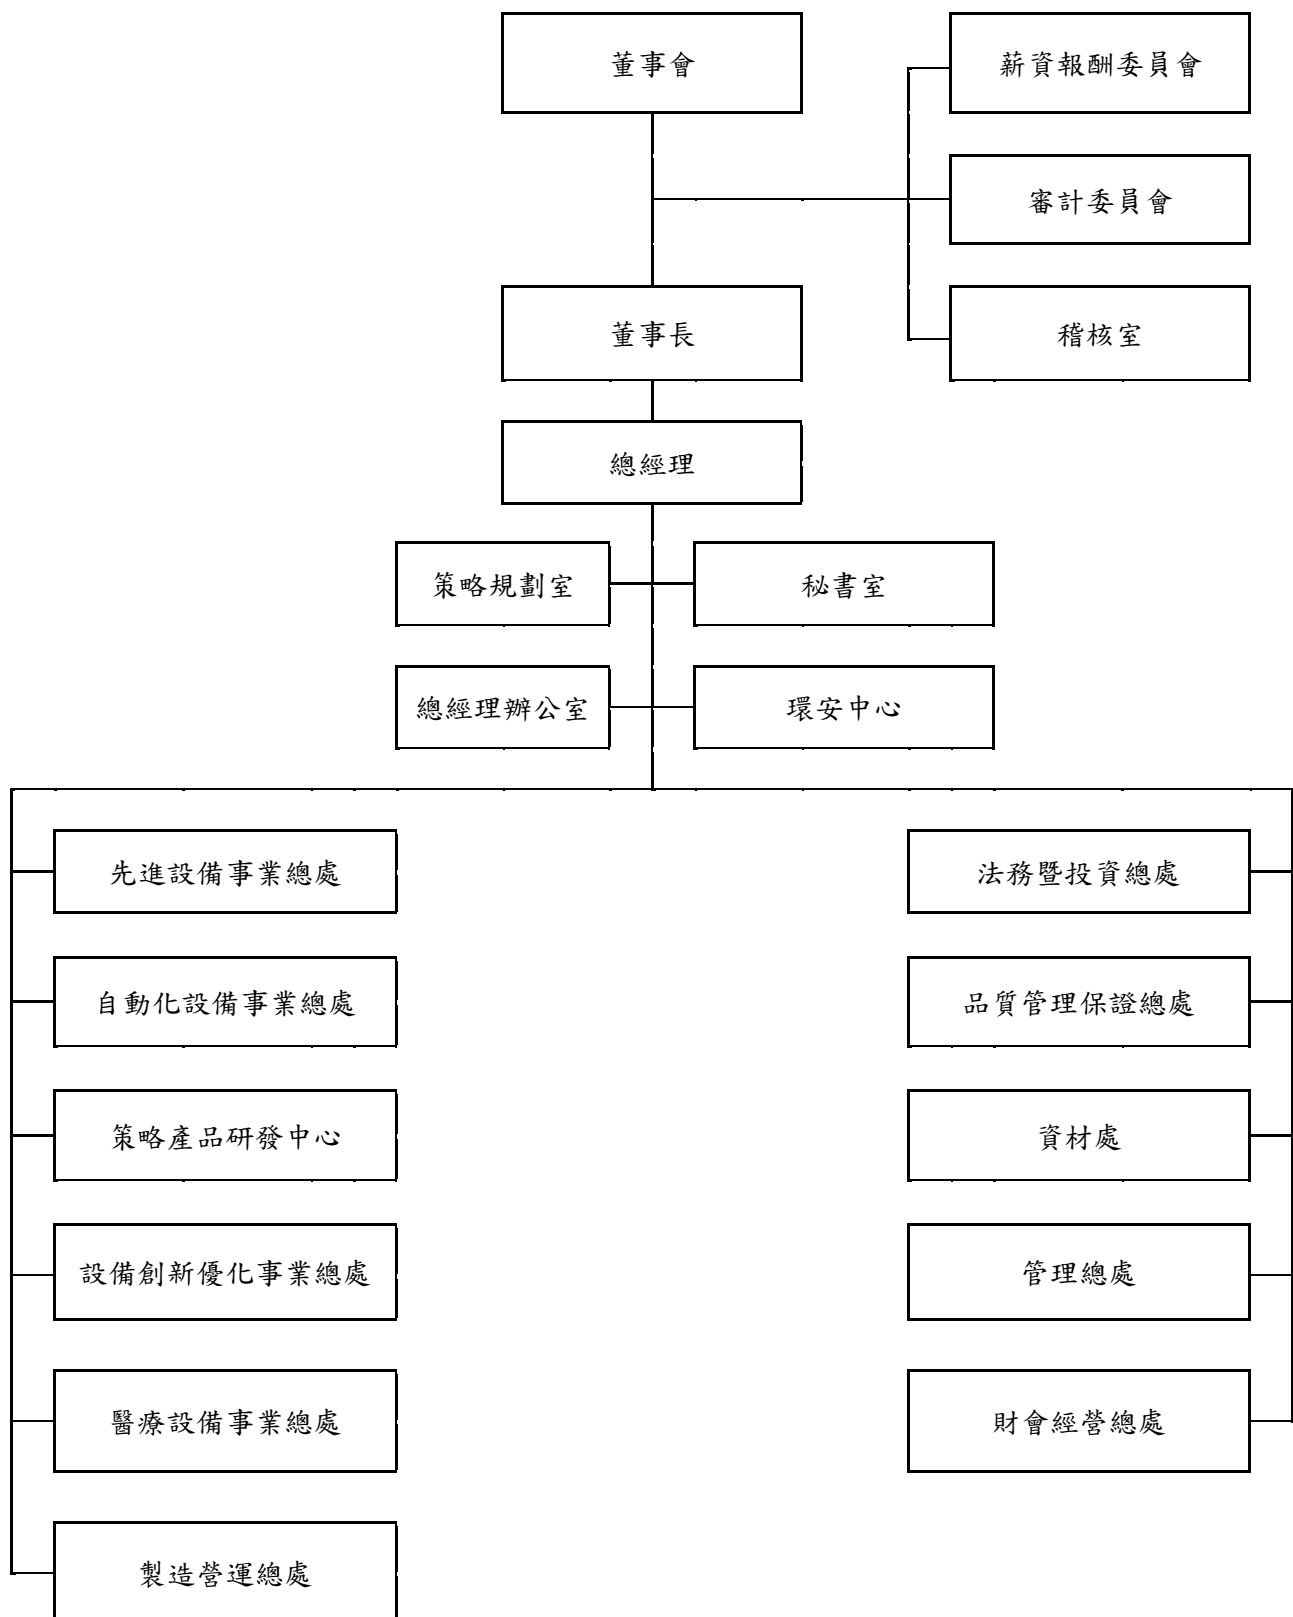 董事會
薪資報酬委員會
審計委員會
董事長
稽核室
總經理
策略規劃室
秘書室
總經理辦公室
環安中心
先進設備事業總處
法務暨投資總處
自動化設備事業總處
品質管理保證總處
策略產品研發中心
資材處
設備創新優化事業總處
管理總處
醫療設備事業總處
財會經營總處
製造營運總處